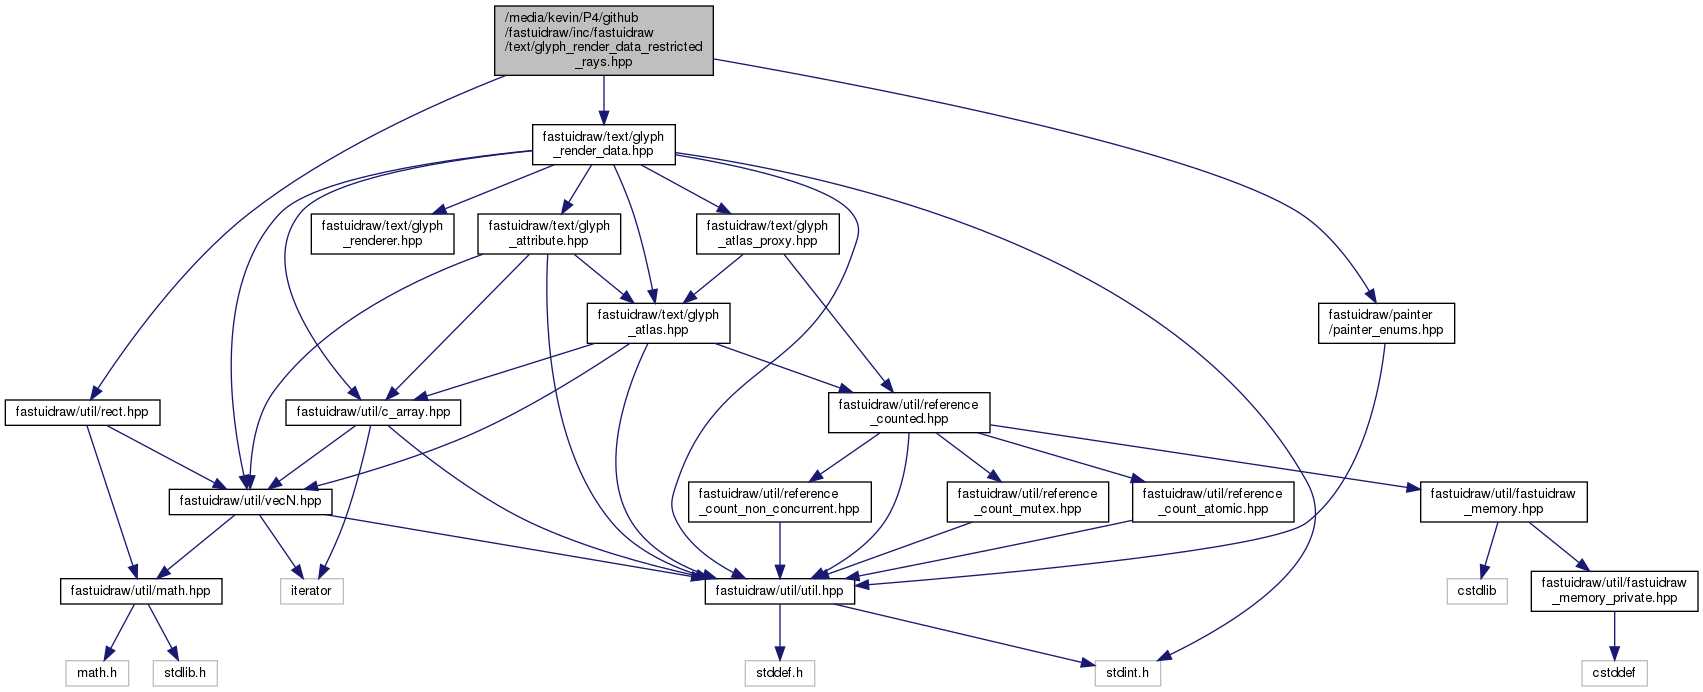 /media/kevin/P4/github
/fastuidraw/inc/fastuidraw
/text/glyph_render_data_restricted
_rays.hpp
fastuidraw/text/glyph
_render_data.hpp
fastuidraw/text/glyph
_renderer.hpp
fastuidraw/text/glyph
_attribute.hpp
fastuidraw/text/glyph
_atlas_proxy.hpp
fastuidraw/text/glyph
_atlas.hpp
fastuidraw/painter
/painter_enums.hpp
fastuidraw/util/rect.hpp
fastuidraw/util/c_array.hpp
fastuidraw/util/reference
_counted.hpp
fastuidraw/util/vecN.hpp
fastuidraw/util/reference
_count_non_concurrent.hpp
fastuidraw/util/reference
_count_mutex.hpp
fastuidraw/util/reference
_count_atomic.hpp
fastuidraw/util/fastuidraw
_memory.hpp
fastuidraw/util/math.hpp
iterator
fastuidraw/util/util.hpp
cstdlib
fastuidraw/util/fastuidraw
_memory_private.hpp
math.h
stdlib.h
stddef.h
stdint.h
cstddef